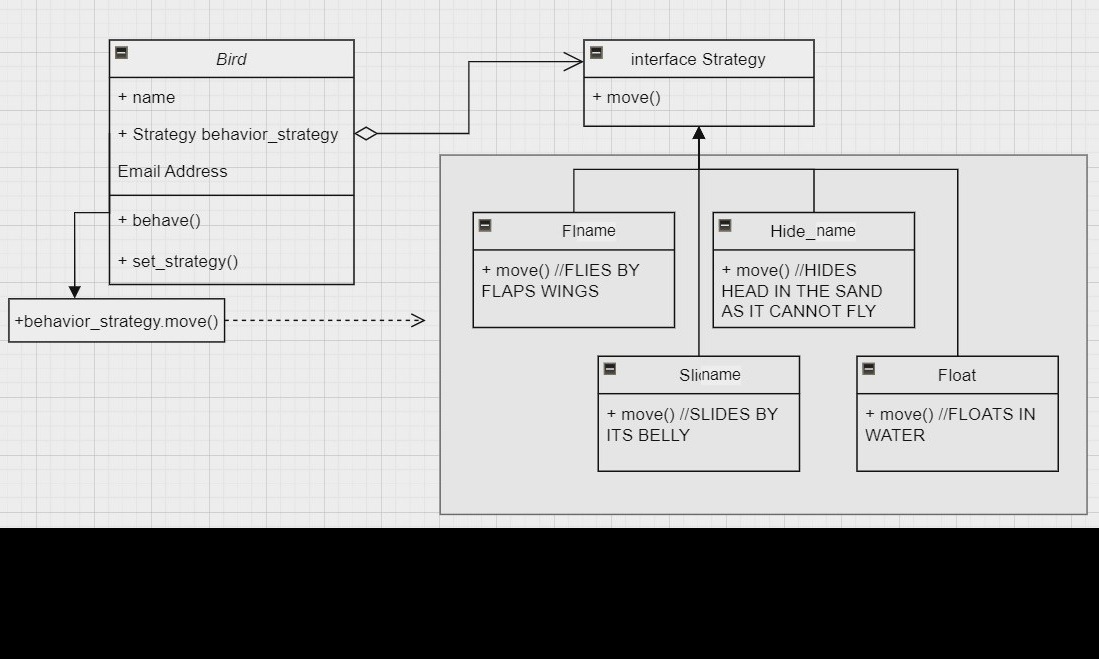 Bird
+ name
+ Strategy behavior_strategy
Email Address
+ behave()
+ set_strategy()
+behavior_strategy.move()
interface Strategy
+ move()
Flname
+ move() //FLIES BY
FLAPS WINGS
Hide_name
+ move() //HIDES
HEAD IN THE SAND
AS IT CANNOT FLY
name
+ move() //SLIDES BY
ITS BELLY
Float
+ move() //FLOATS IN
WATER